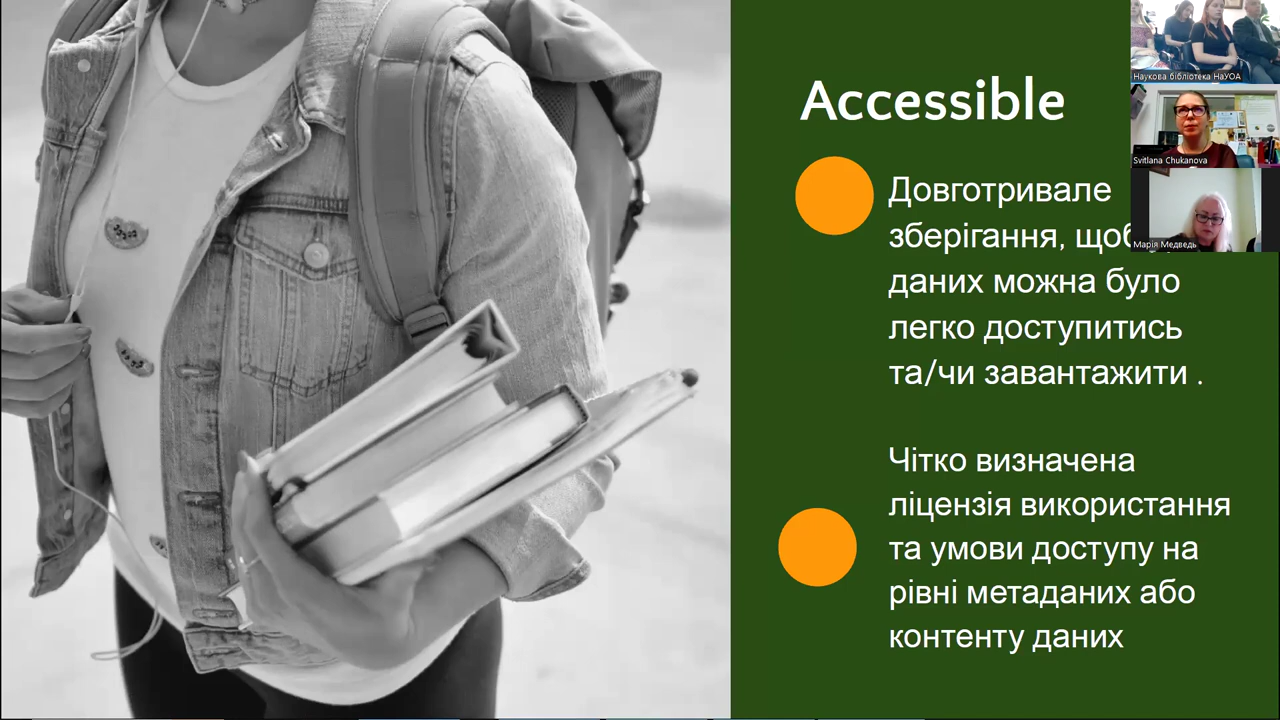 Accessible
Довготривале
зберігання, щоб
даних можна було
легко доступитись
та/чи завантажити .
Чітко визначена
ліцензія використання
та умови доступу на
рівні метаданих або
контенту даних
Наукова бібліотека НаУОА
Svitlana Chukanova
Марія Медведь